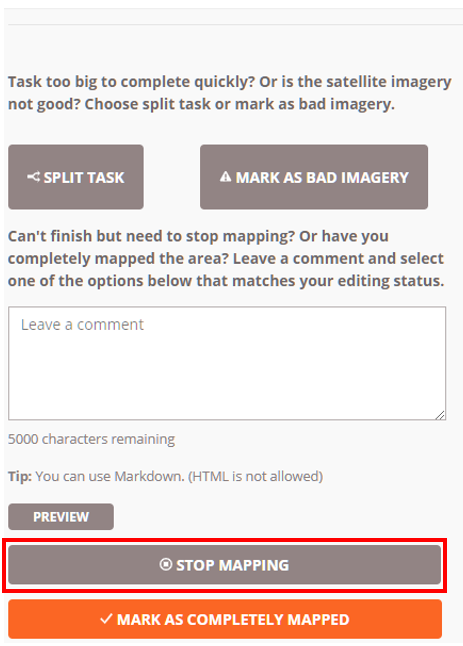 Task too big to complete quickly? Or is the satellite imagery
not good? Choose split task or mark as bad imagery.
SPLIT TASK
MARK AS BAD IMAGERY
Can't finish but need to stop mapping? Or have you
completely mapped the area? Leave a comment and select
one of the options below that matches your editing status.
Leave a comment
5000 characters remaining
Tip: You can use Markdown. (HTML is not allowed)
PREVIEW
STOP MAPPING
MARK AS COMPLETELY MAPPED